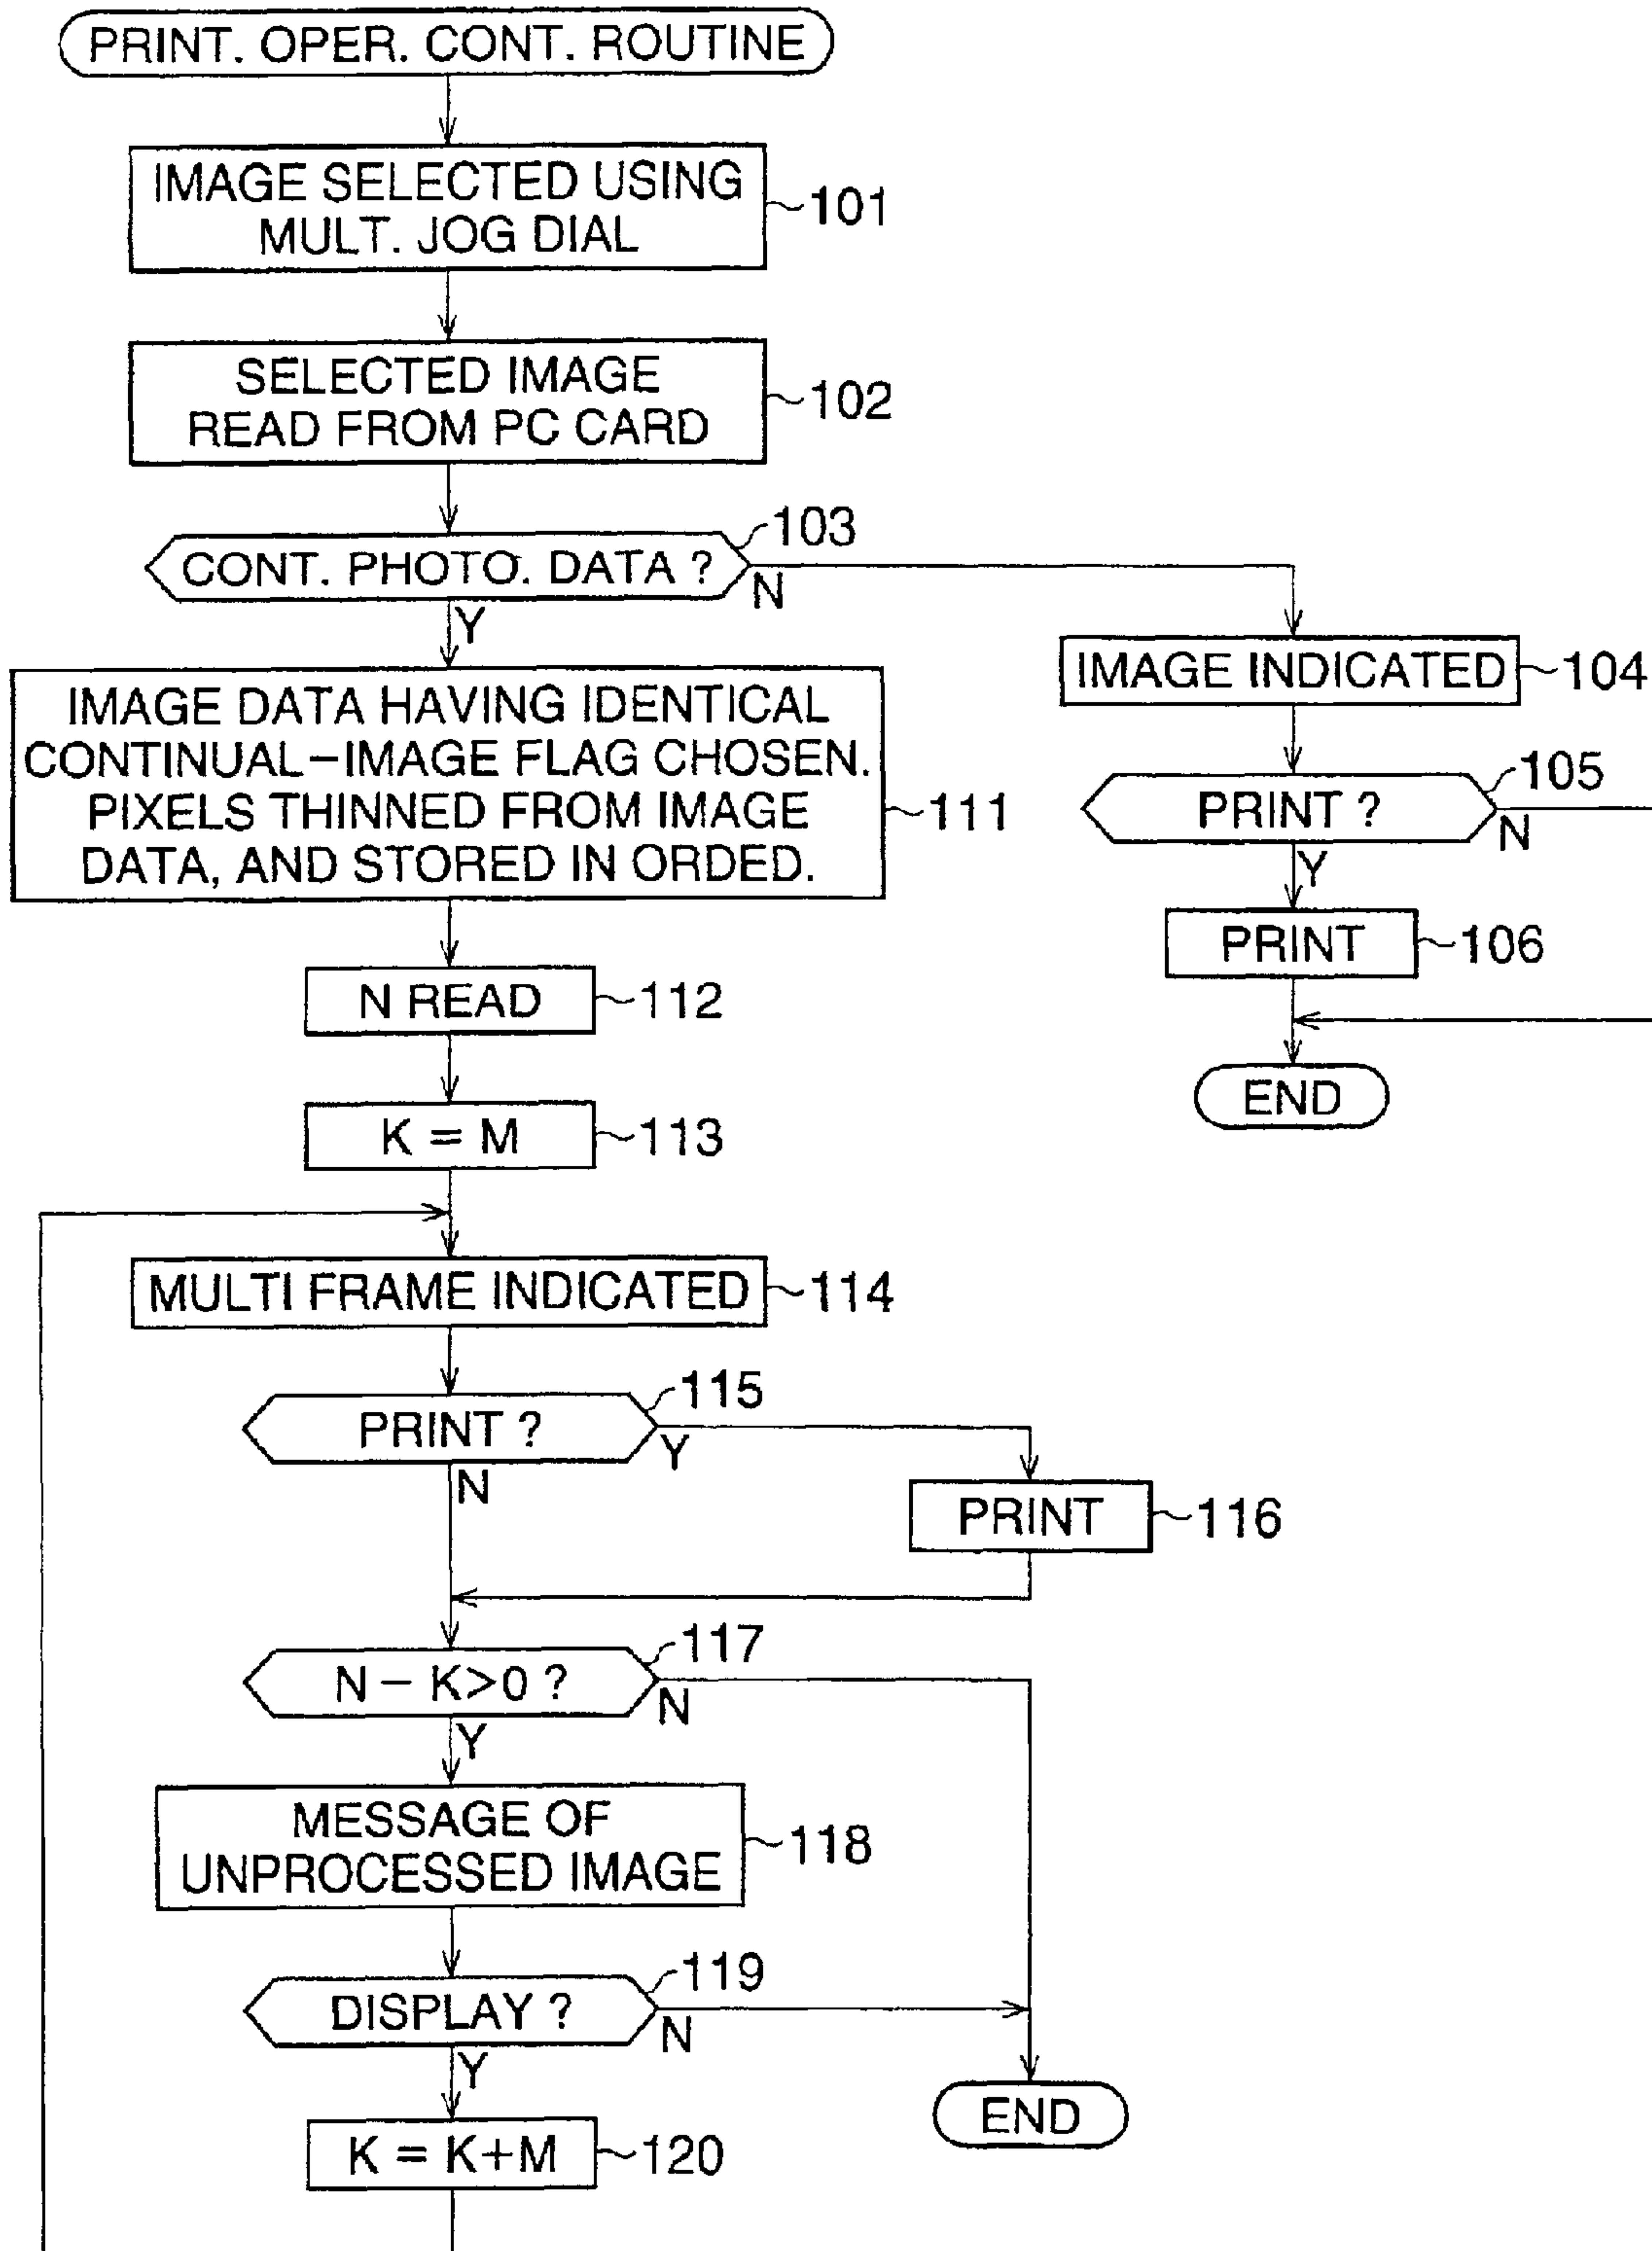 PRINT. OPER. CONT. ROUTINE
IMAGE SELECTED USING
MULT. JOG DIAL
101
SELECTED IMAGE
READ FROM PC CARD
102
CONT. PHOTO. DATA ?
103
N
Y
IMAGE INDICATED
104
PRINT ?
105
N
Y
PRINT
106
END
IMAGE DATA HAVING IDENTICAL
CONTINUAL-IMAGE FLAG CHOSEN.
PIXELS THINNED FROM IMAGE
DATA, AND STORED IN ORDED.
111
N READ
112
K = M
113
MULTI FRAME INDICATED
114
PRINT ?
115
Y
N
PRINT
116
N - K>0 ?
117
N
Y
MESSAGE OF
UNPROCESSED IMAGE
118
DISPLAY ?
119
N
Y
END
K = K+M
120